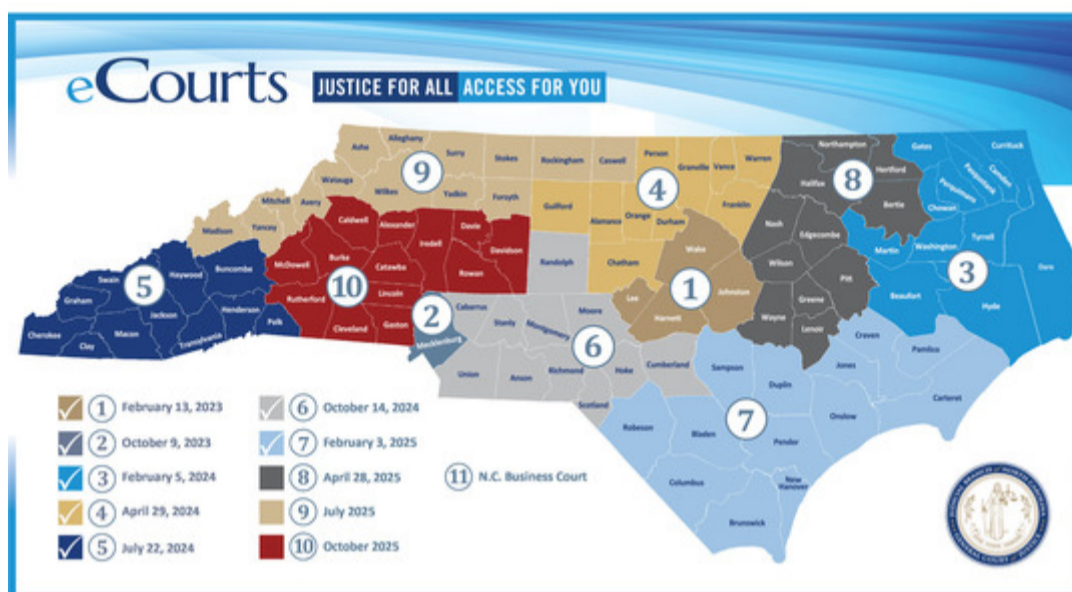 eCourts
JUSTICE FOR ALL ACCESS FOR YOU
Alleghany
Ashe
Surry
Stokes
Rockingham
Caswell
Person
Granville
Vance
Warren
Northampton
Gates
Currituck
Watauga
9
Wilkes
Yadkin
Forsyth
Guilford
Alamance
Orange
Durham
4
Franklin
Halifax
8
Hertford
Bertie
Camden
Pasquotank
Perquimans
Chowan
Mitchell
Avery
Madison
Yancey
Caldwell
Alexander
Iredell
Davie
Davidson
Randolph
Chatham
Wake
Nash
Edgecombe
Martin
Washington
Tyrrell
Dare
Swain
Haywood
Buncombe
McDowell
Burke
Catawba
Rowan
Wilson
Pitt
3
5
10
1
Graham
Jackson
Henderson
Rutherford
Lincoln
Lee
Johnston
Greene
Beaufort
Hyde
Cherokee
Clay
Macon
Transylvania
Polk
Cleveland
Gaston
2
Mecklenburg
Cabarrus
Stanly
Montgomery
Moore
Harnett
Wayne
Lenoir
Craven
Pamlico
6
Union
Anson
Richmond
Hoke
Cumberland
Scotland
Sampson
Duplin
Jones
Carteret
Onslow
7
Robeson
Bladen
Pender
Columbus
New
Hanover
Brunswick
1 February 13, 2023
2 October 9, 2023
3 February 5, 2024
4 April 29, 2024
5 July 22, 2024
6 October 14, 2024
7 February 3, 2025
8 April 28, 2025
9 July 2025
10 October 2025
11 N.C. Business Court